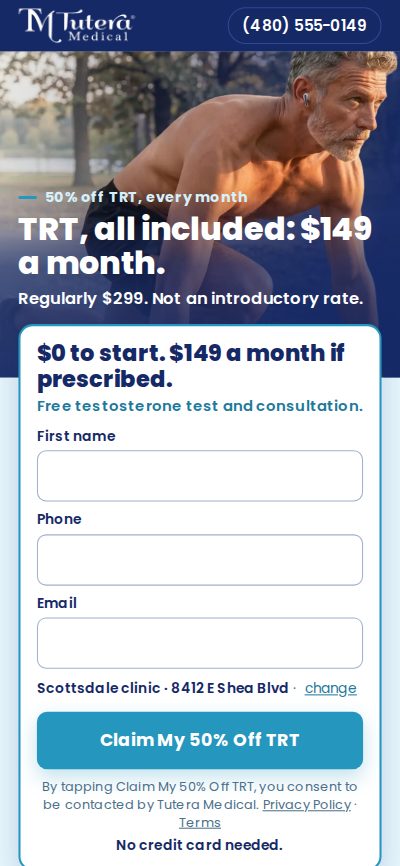 TMTutera®
Medical
(480) 555-0149
50% off TRT, every month
TRT, all included: $149
a month.
Regularly $299. Not an introductory rate.
$0 to start. $149 a month if
prescribed.
Free testosterone test and consultation.
First name
Phone
Email
Scottsdale clinic · 8412 E Shea Blvd · change
Claim My 50% Off TRT
By tapping Claim My 50% Off TRT, you consent to
be contacted by Tutera Medical. Privacy Policy ·
Terms
No credit card needed.